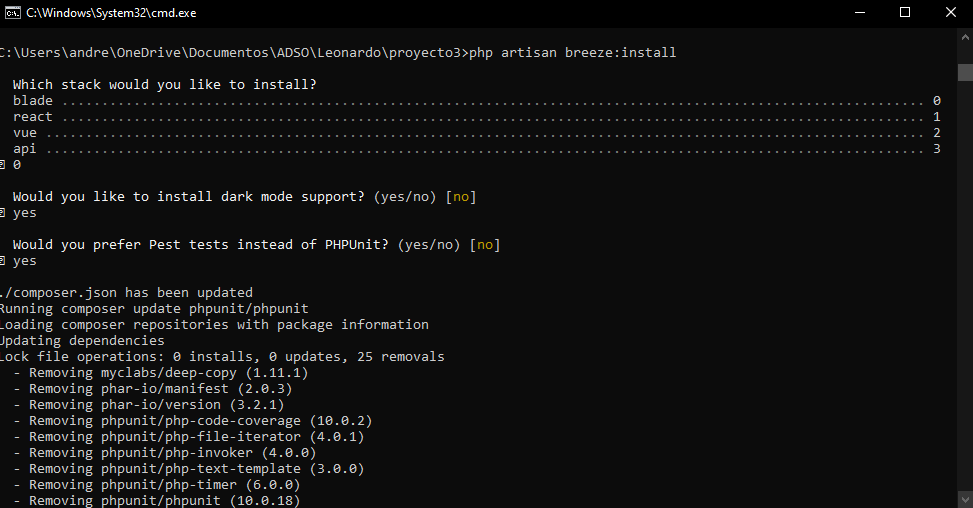 C:\Windows\System32\cmd.exe
C:\Users\andre\OneDrive\Documentos\ADSO\Leonardo\proyecto3>php artisan breeze:install
Which stack would you like to install?
blade ........................................................................................................... 0
react ........................................................................................................... 1
vue ............................................................................................................. 2
api ............................................................................................................. 3
0
Would you like to install dark mode support? (yes/no) [no]
yes
Would you prefer Pest tests instead of PHPUnit? (yes/no) [no]
yes
./composer.json has been updated
Running composer update phpunit/phpunit
Loading composer repositories with package information
Updating dependencies
Lock file operations: 0 installs, 0 updates, 25 removals
- Removing myclabs/deep-copy (1.11.1)
- Removing phar-io/manifest (2.0.3)
- Removing phar-io/version (3.2.1)
- Removing phpunit/php-code-coverage (10.0.2)
- Removing phpunit/php-file-iterator (4.0.1)
- Removing phpunit/php-invoker (4.0.0)
- Removing phpunit/php-text-template (3.0.0)
- Removing phpunit/php-timer (6.0.0)
- Removing phpunit/phpunit (10.0.18)